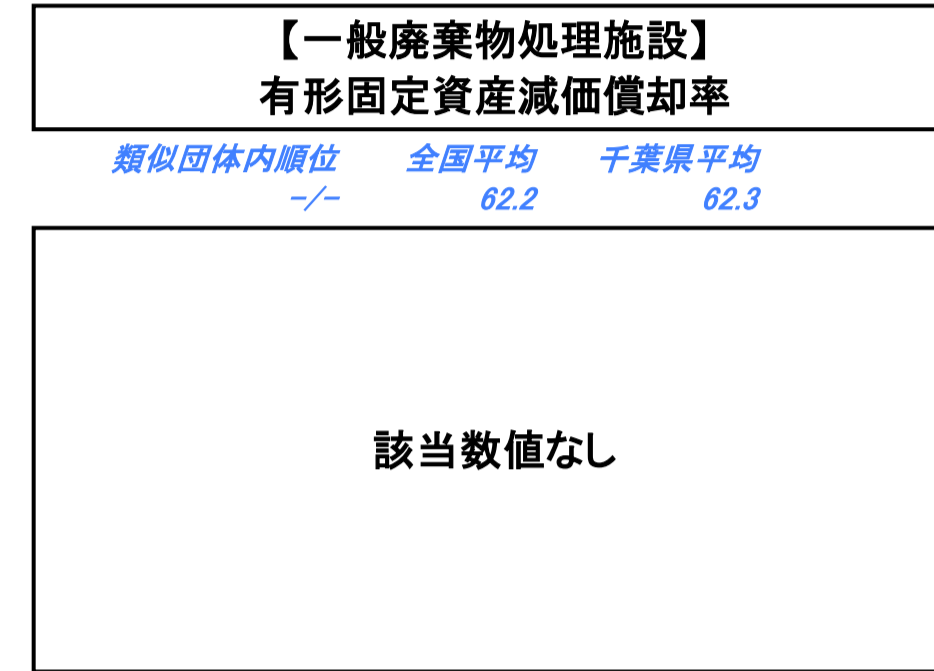 【一般廃棄物処理施設】
有形固定資産減価償却率
類似団体内順位 全国平均 千葉県平均
-/- 62.2 62.3
該当数値なし